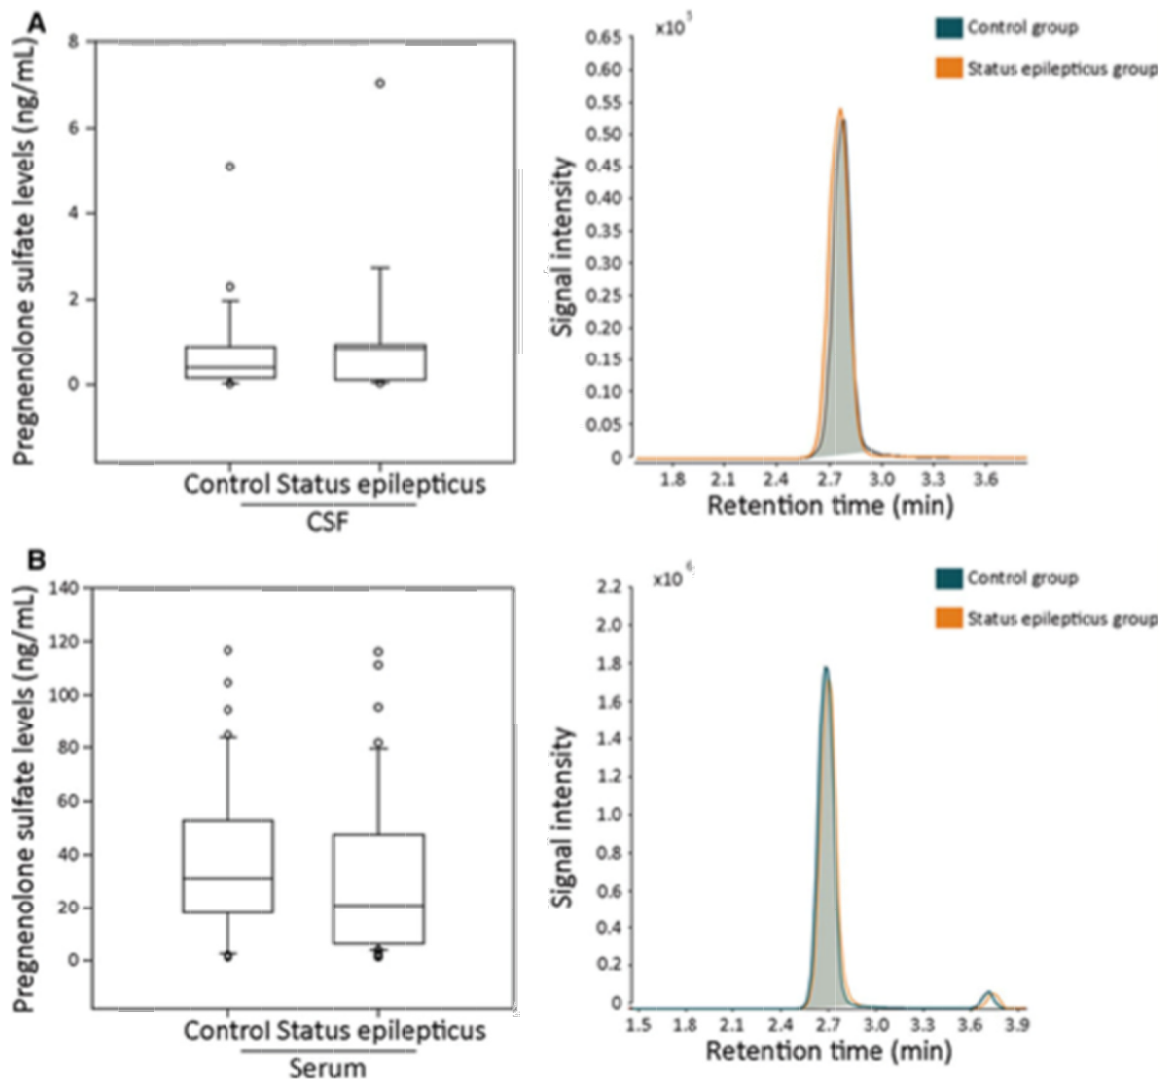 A
Pregnenolone sulfate levels (ng/mL)
8
6
4
2
0
Control Status epilepticus
CSF
x10⁵
Control group
Status epilepticus group
Signal intensity
0.65
0.60
0.55
0.50
0.45
0.40
0.35
0.30
0.25
0.20
0.15
0.10
0.05
0
1.8 2.1 2.4 2.7 3.0 3.3 3.6
Retention time (min)
B
Pregnenolone sulfate levels (ng/mL)
140
120
100
80
60
40
20
0
Control Status epilepticus
Serum
x10⁶
Control group
Status epilepticus group
Signal intensity
2.2
2.0
1.8
1.6
1.4
1.2
1.0
0.8
0.6
0.4
0.2
0
1.5 1.8 2.1 2.4 2.7 3.0 3.3 3.6 3.9
Retention time (min)